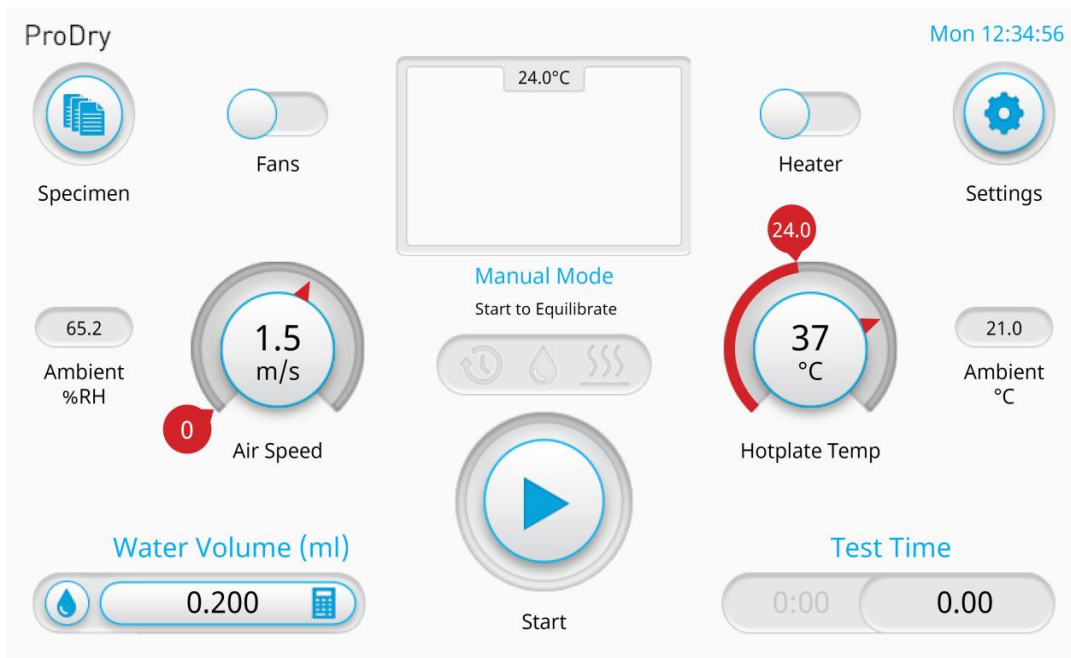 ProDry
Mon 12:34:56
24.0°C
Fans
Heater
Specimen
Settings
24.0
Manual Mode
Start to Equilibrate
65.2
Ambient
%RH
1.5
m/s
0
Air Speed
37
°C
Hotplate Temp
21.0
Ambient
°C
Water Volume (ml)
0.200
Start
Test Time
0:00
0.00